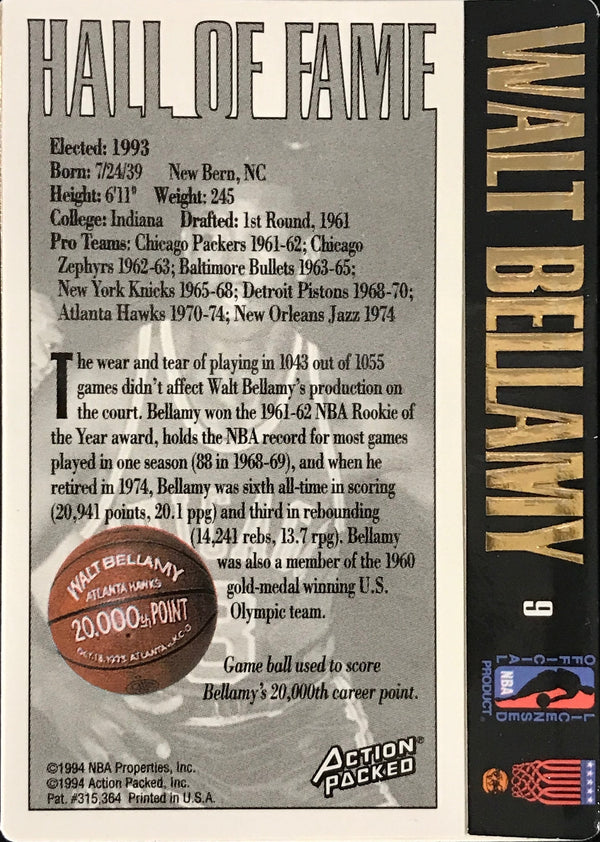 HALL OF FAME
Elected: 1993
Born: 7/24/39 New Bern, NC
Height: 6'11" Weight: 245
College: Indiana Drafted: 1st Round, 1961
Pro Teams: Chicago Packers 1961-62; Chicago
Zephyrs 1962-63; Baltimore Bullets 1963-65;
New York Knicks 1965-68; Detroit Pistons 1968-70;
Atlanta Hawks 1970-74; New Orleans Jazz 1974
The wear and tear of playing in 1043 out of 1055
games didn't affect Walt Bellamy's production on
the court. Bellamy won the 1961-62 NBA Rookie of
the Year award, holds the NBA record for most games
played in one season (88 in 1968-69), and when he
retired in 1974, Bellamy was sixth all-time in scoring
(20,941 points, 20.1 ppg) and third in rebounding
(14,241 rebs, 13.7 rpg). Bellamy
was also a member of the 1960
gold-medal winning U.S.
Olympic team.
WALT BELLAMY
ATLANTA HAWKS
20,000th POINT
OCT. 18, 1973 ATLANTA
Game ball used to score
Bellamy's 20,000th career point.
©1994 NBA Properties, Inc.
©1994 Action Packed, Inc.
Pat. #315,364 Printed in U.S.A.
ACTION
PACKED®
WALT BELLAMY
9
OFFICIAL
LICENSED
NBA
PRODUCT